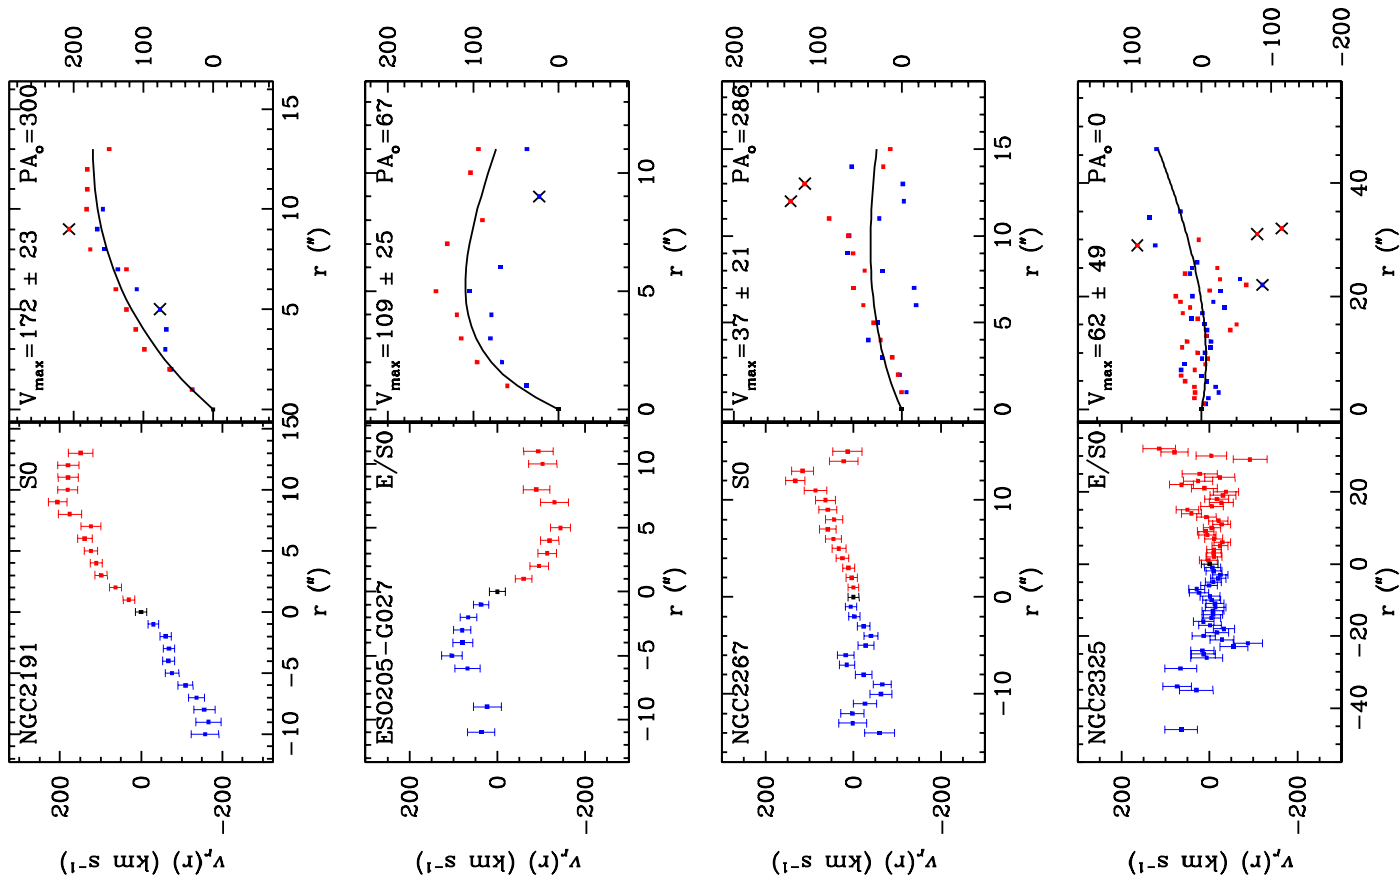 NGC2191 S0 V_max=172 ± 23 PA_o=300
200 0 -200
v_r(r) (km s⁻¹)
200 100 0
-10 -5 0 5 10 15 0 5 10 15
r (") r (")
ESO205-G027 E/S0 V_max=109 ± 25 PA_o=67
200 0 -200
v_r(r) (km s⁻¹)
200 100 0
-10 -5 0 5 10 0 5 10
r (") r (")
NGC2267 S0 V_max=37 ± 21 PA_o=286
200 0 -200
v_r(r) (km s⁻¹)
200 100 0
-10 0 10 0 5 10 15
r (") r (")
NGC2325 E/S0 V_max=62 ± 49 PA_o=0
200 0 -200
v_r(r) (km s⁻¹)
100 0 -100 -200
-40 -20 0 20 0 20 40
r (") r (")